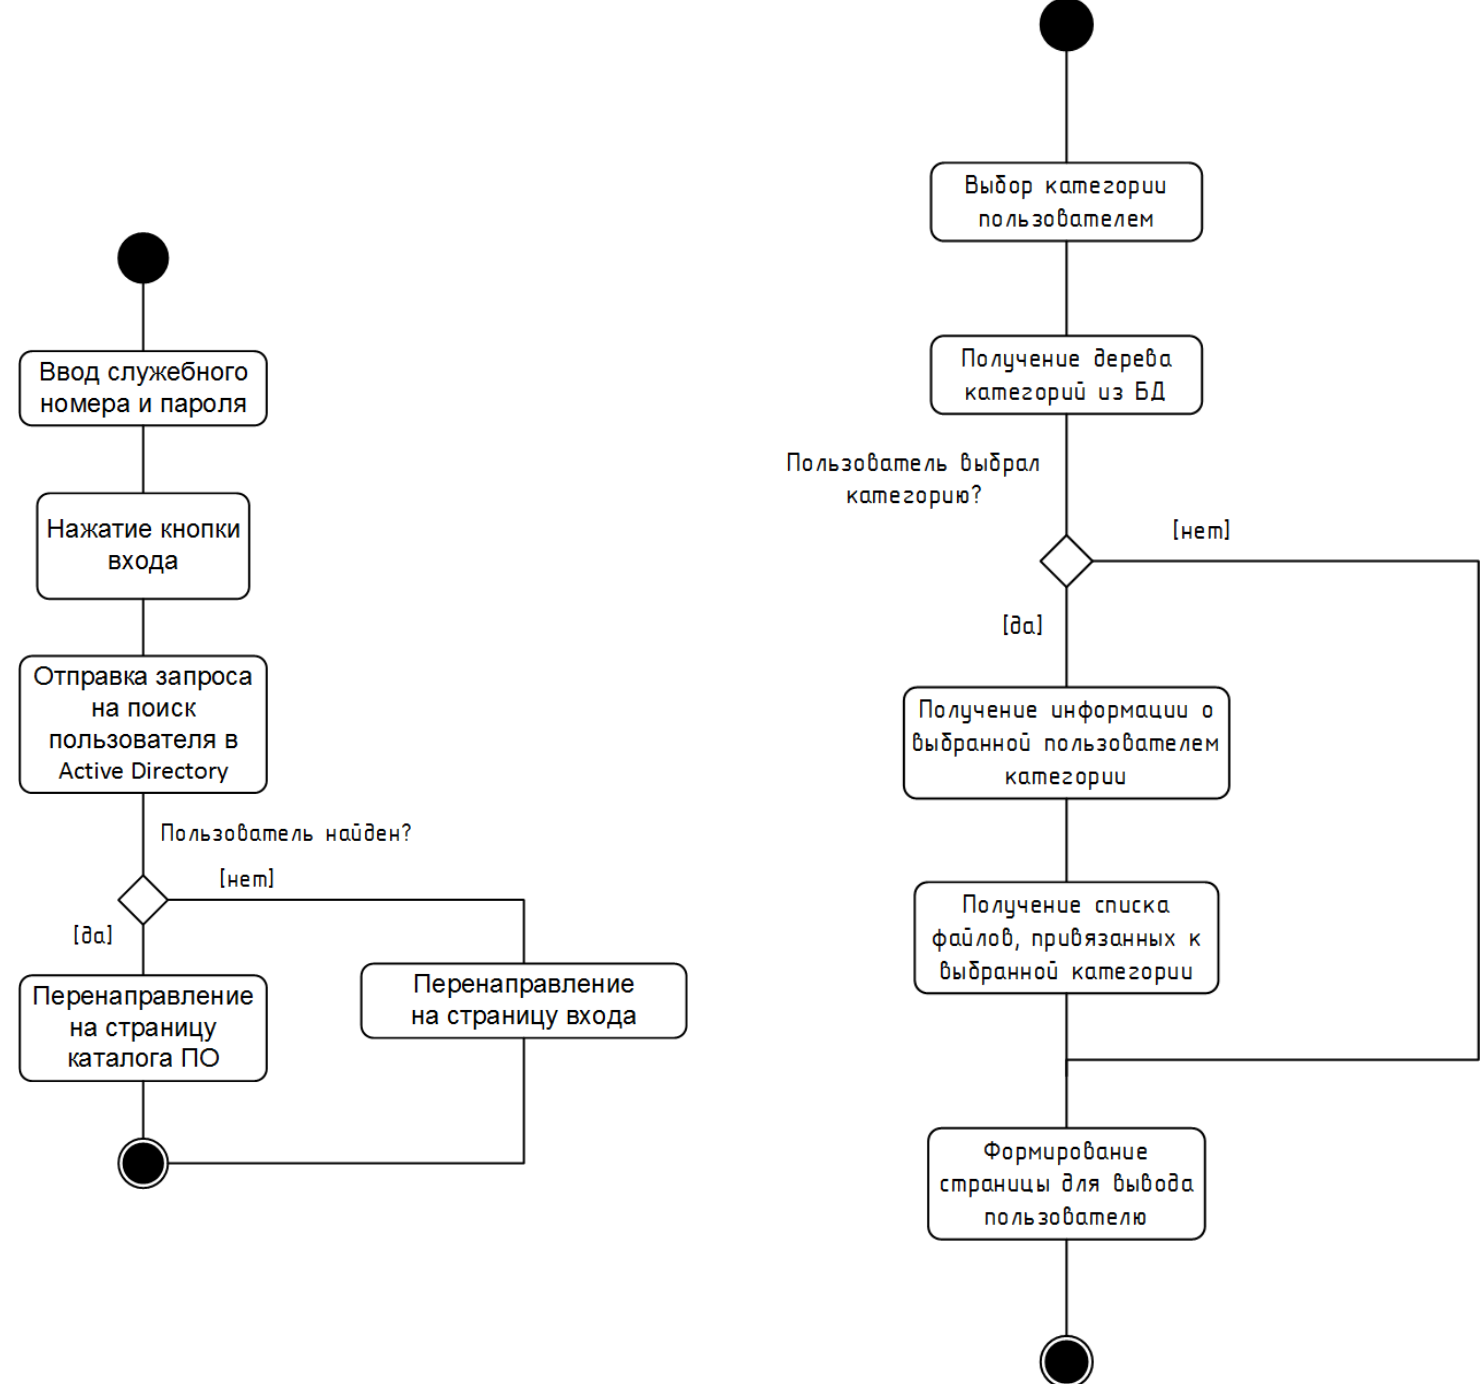 Ввод служебного
номера и пароля
Нажатие кнопки
входа
Отправка запроса
на поиск
пользователя в
Active Directory
Пользователь найден?
[нет]
[да]
Перенаправление
на страницу
каталога ПО
Перенаправление
на страницу входа
Выбор категории
пользователем
Получение дерева
категорий из БД
Пользователь выбрал
категорию?
[нет]
[да]
Получение информации о
выбранной пользователем
категории
Получение списка
файлов, привязанных к
выбранной категории
Формирование
страницы для вывода
пользователю